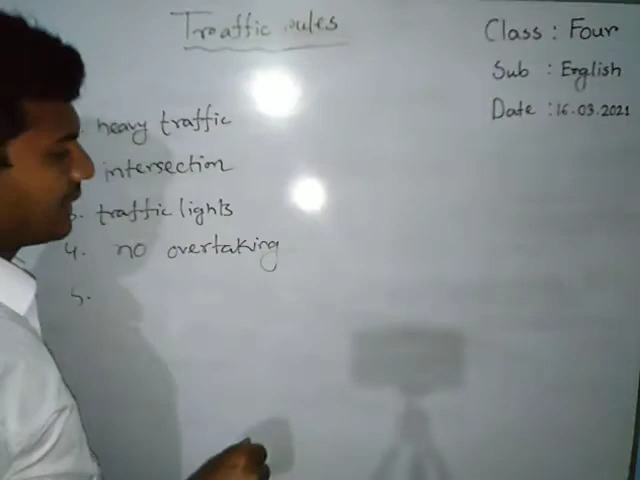 Traffic rules
Class : Four
Sub : English
Date : 16.03.2021
heavy traffic
intersection
3. traffic lights
4. no overtaking
5.